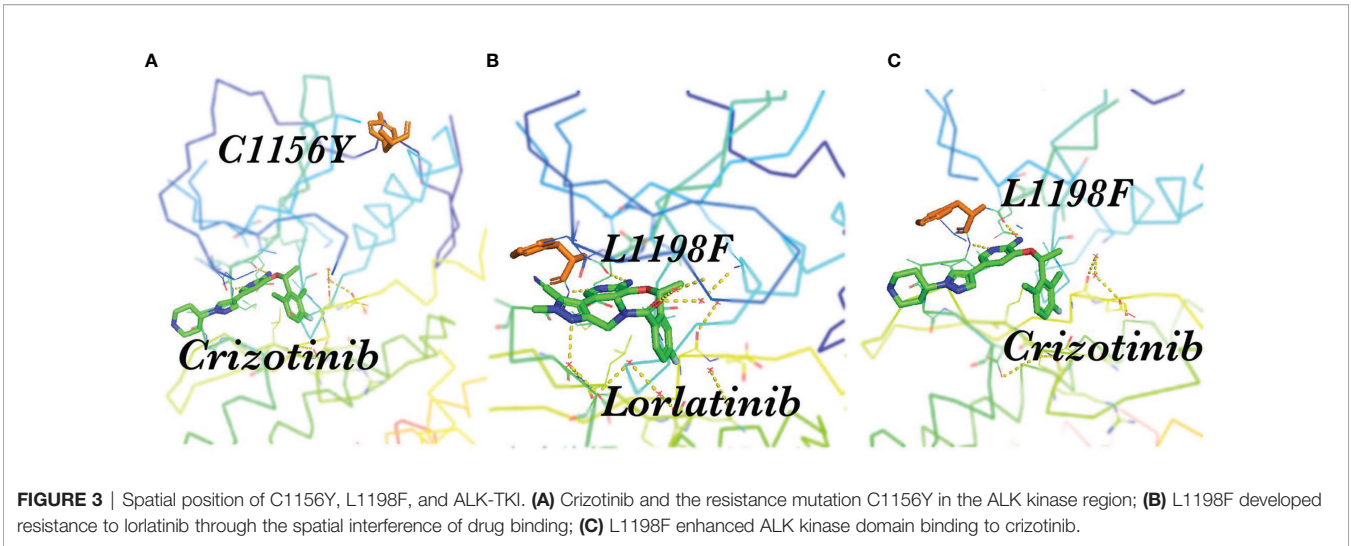 A
B
C
C1156Y
L1198F
L1198F
Crizotinib
Lorlatinib
Crizotinib
FIGURE 3 | Spatial position of C1156Y, L1198F, and ALK-TKI. (A) Crizotinib and the resistance mutation C1156Y in the ALK kinase region; (B) L1198F developed
resistance to lorlatinib through the spatial interference of drug binding; (C) L1198F enhanced ALK kinase domain binding to crizotinib.